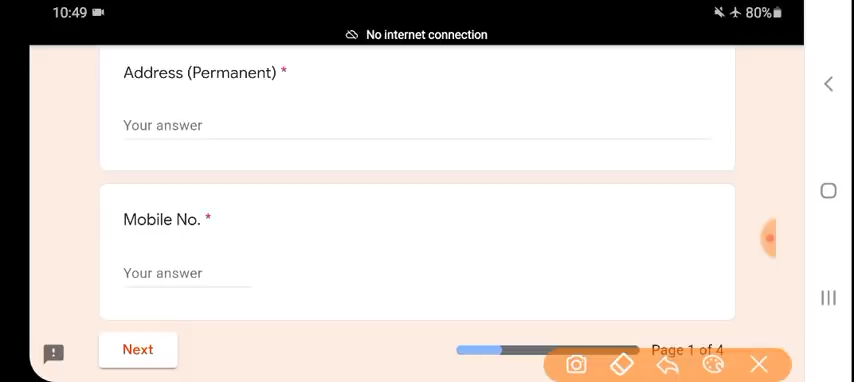 10:49
80%
No internet connection
Address (Permanent) *
Your answer
Mobile No. *
Your answer
Next
Page 1 of 4